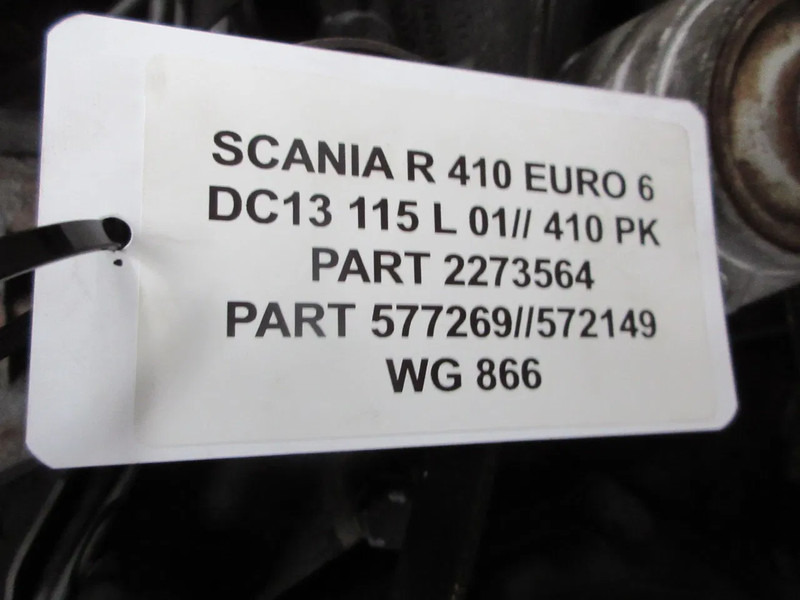 SCANIA R 410 EURO 6
DC13 115 L 01// 410 PK
PART 2273564
PART 577269//572149
WG 866